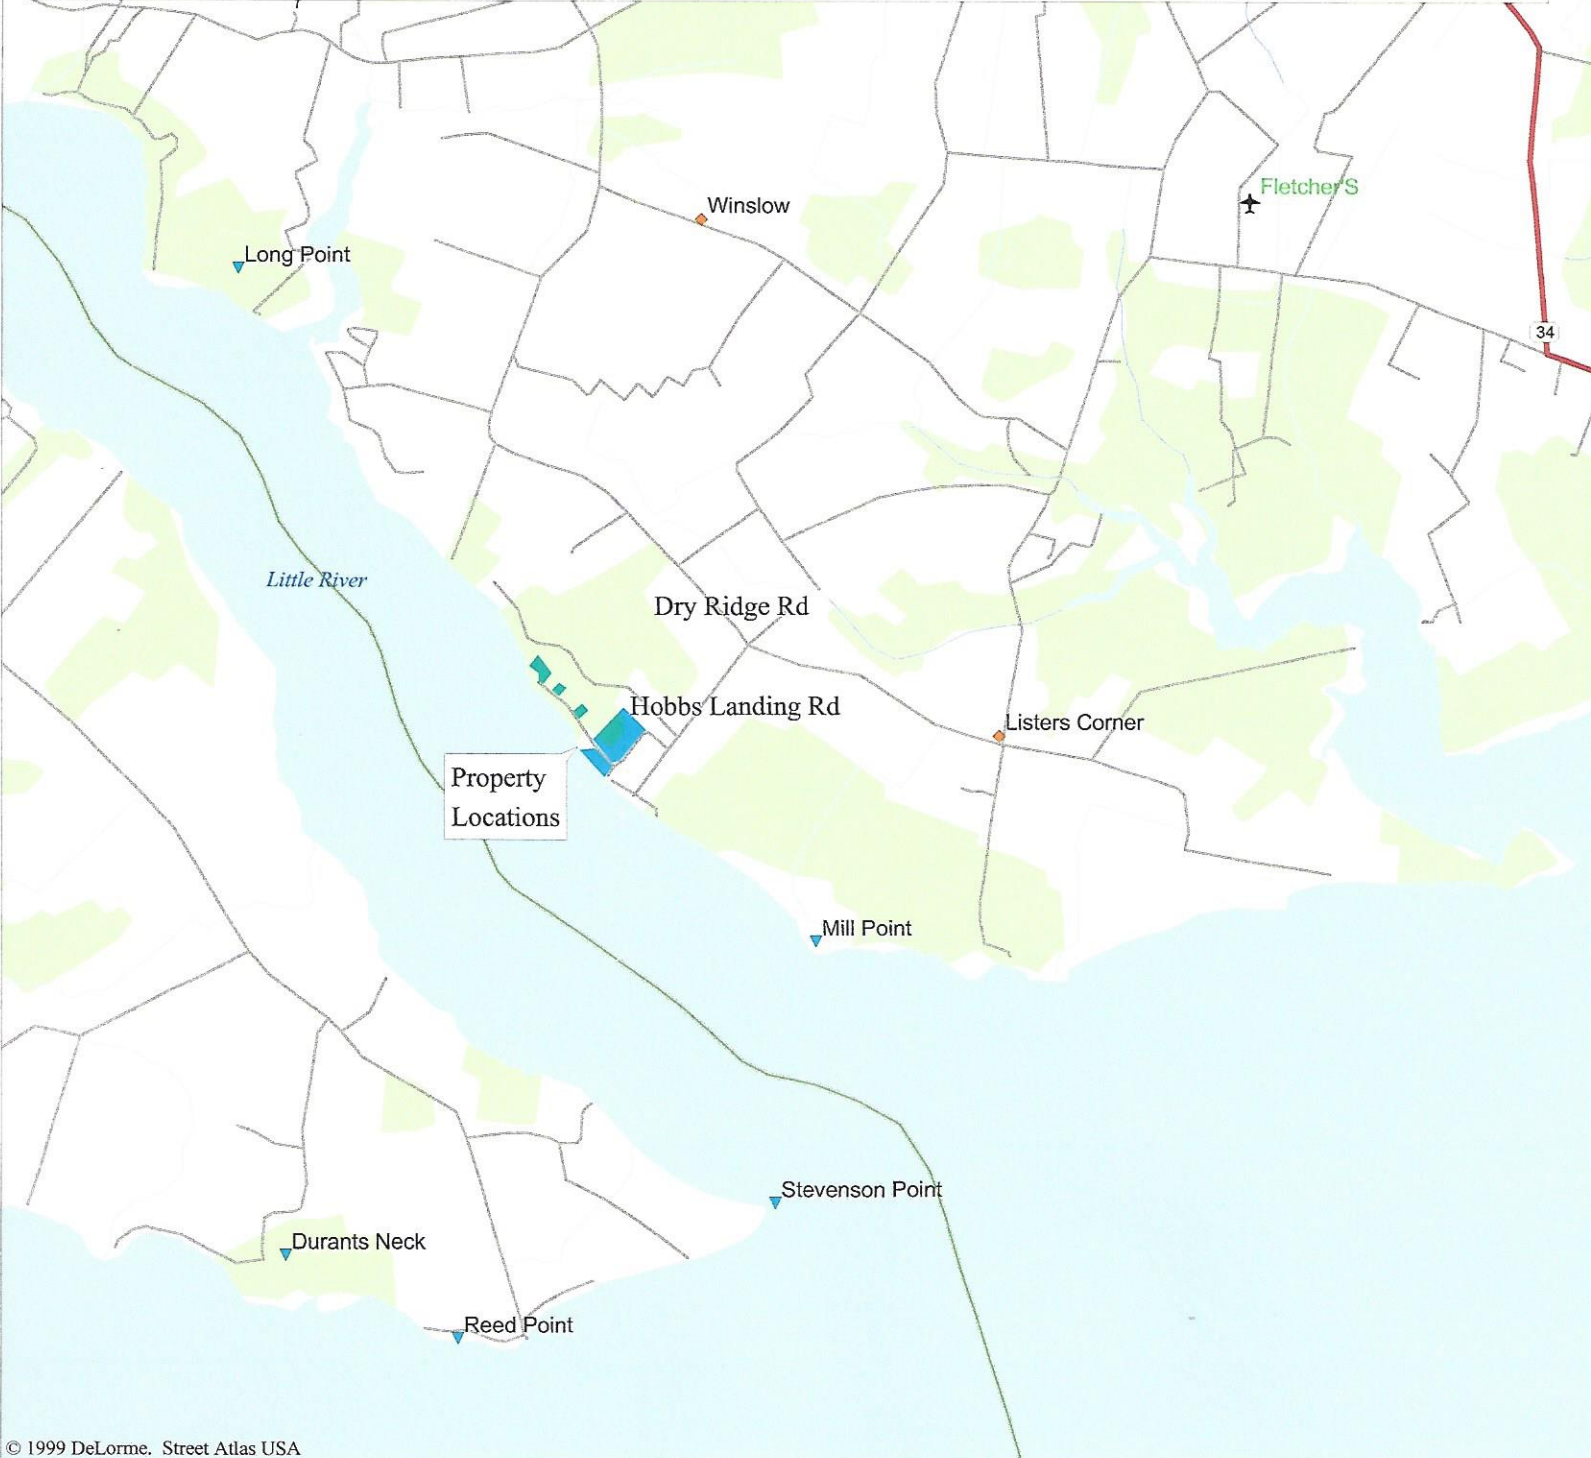 Fletcher'S
Winslow
Long Point
34
Little River
Dry Ridge Rd
Hobbs Landing Rd
Listers Corner
Property
Locations
Mill Point
Stevenson Point
Durants Neck
Reed Point
© 1999 DeLorme. Street Atlas USA